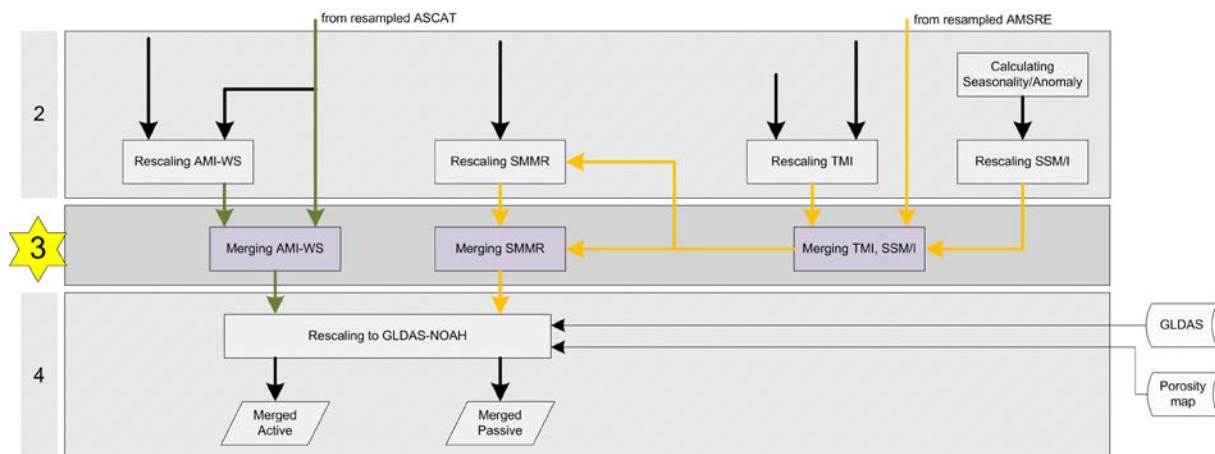 from resampled ASCAT
from resampled AMSRE
2
Calculating
Seasonality/Anomaly
Rescaling AMI-WS
Rescaling SMMR
Rescaling TMI
Rescaling SSM/I
3
Merging AMI-WS
Merging SMMR
Merging TMI, SSM/I
4
Rescaling to GLDAS-NOAH
GLDAS
Porosity
map
Merged
Active
Merged
Passive